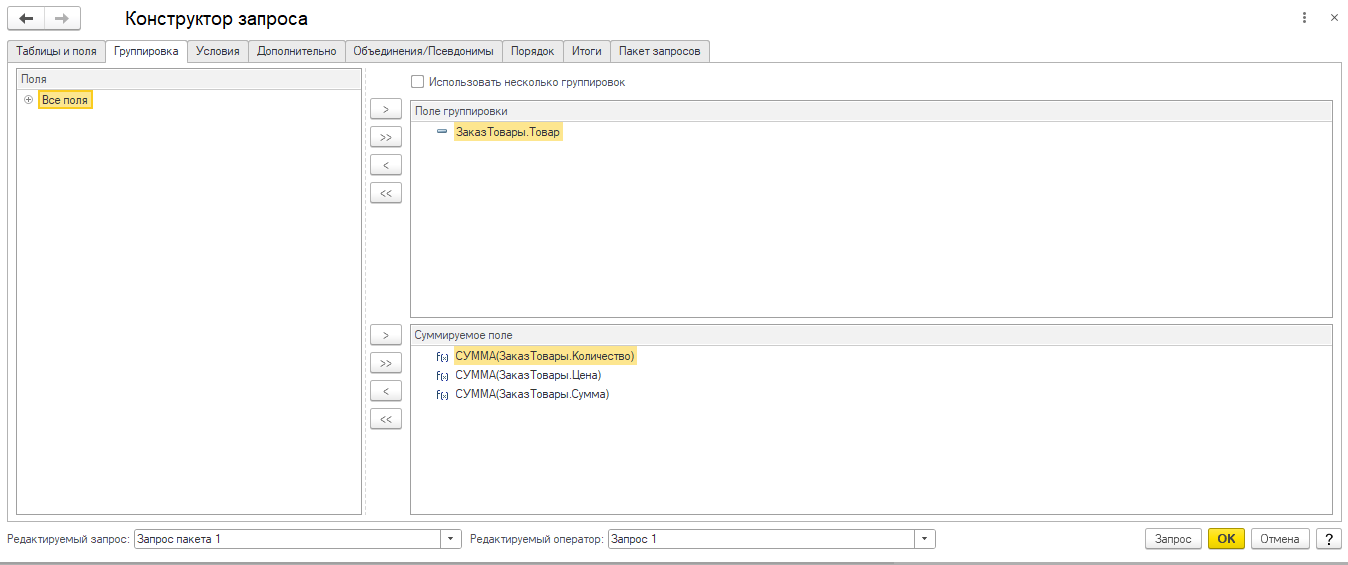 Конструктор запроса
Таблицы и поля Группировка Условия Дополнительно Объединения/Псевдонимы Порядок Итоги Пакет запросов
Поля
Все поля
Использовать несколько группировок
Поле группировки
ЗаказТовары.Товар
>
>>
<
<<
Суммируемое поле
f(x) СУММА(ЗаказТовары.Количество)
f(x) СУММА(ЗаказТовары.Цена)
f(x) СУММА(ЗаказТовары.Сумма)
>
>>
<
<<
Редактируемый запрос: Запрос пакета 1 Редактируемый оператор: Запрос 1 Запрос ОК Отмена ?